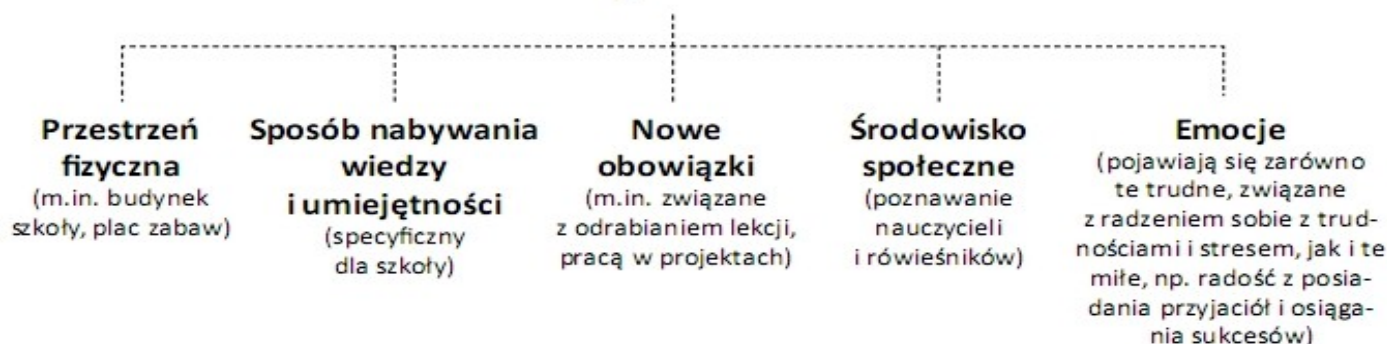 Przestrzeń
fizyczna
(m.in. budynek
szkoły, plac zabaw)
Sposób nabywania
wiedzy
i umiejętności
(specyficzny
dla szkoły)
Nowe
obowiązki
(m.in. związane
z odrabianiem lekcji,
pracą w projektach)
Środowisko
społeczne
(poznawanie
nauczycieli
i rówieśników)
Emocje
(pojawiają się zarówno
te trudne, związane
z radzeniem sobie z trud-
nościami i stresem, jak i te
miłe, np. radość z posia-
dania przyjaciół i osiąga-
nia sukcesów)